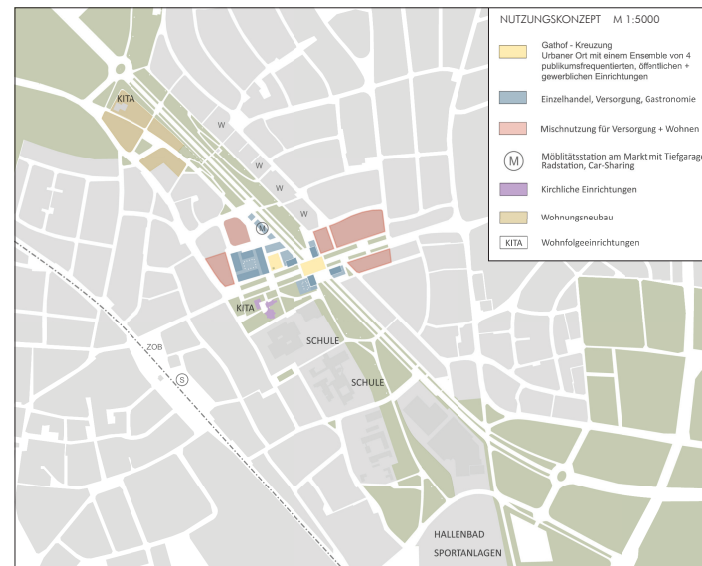 NUTZUNGSKONZEPT M 1:5000
Gathof - Kreuzung
Urbaner Ort mit einem Ensemble von 4
publikumsfrequentierten, öffentlichen +
gewerblichen Einrichtungen
Einzelhandel, Versorgung, Gastronomie
Mischnutzung für Versorgung + Wohnen
M
Möblitätsstation am Markt mit Tiefgarage
Radstation, Car-Sharing
Kirchliche Einrichtungen
Wohnungsneubau
KITA Wohnfolgeeinrichtungen
KITA
W
W
W
W
M
KITA
SCHULE
ZOB
S
SCHULE
HALLENBAD
SPORTANLAGEN